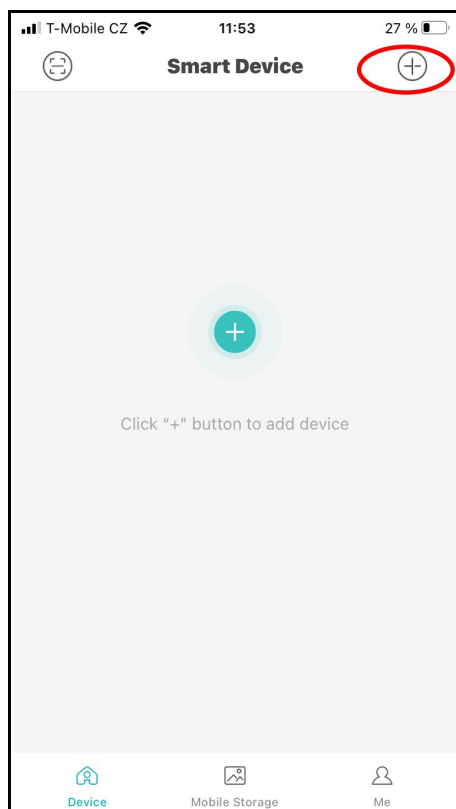 T-Mobile CZ 11:53 27 %
Smart Device
Click “+” button to add device
Device Mobile Storage Me